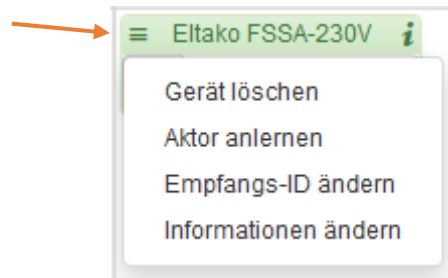 Eltako FSSA-230V i
Gerät löschen
Aktor anlernen
Empfangs-ID ändern
Informationen ändern